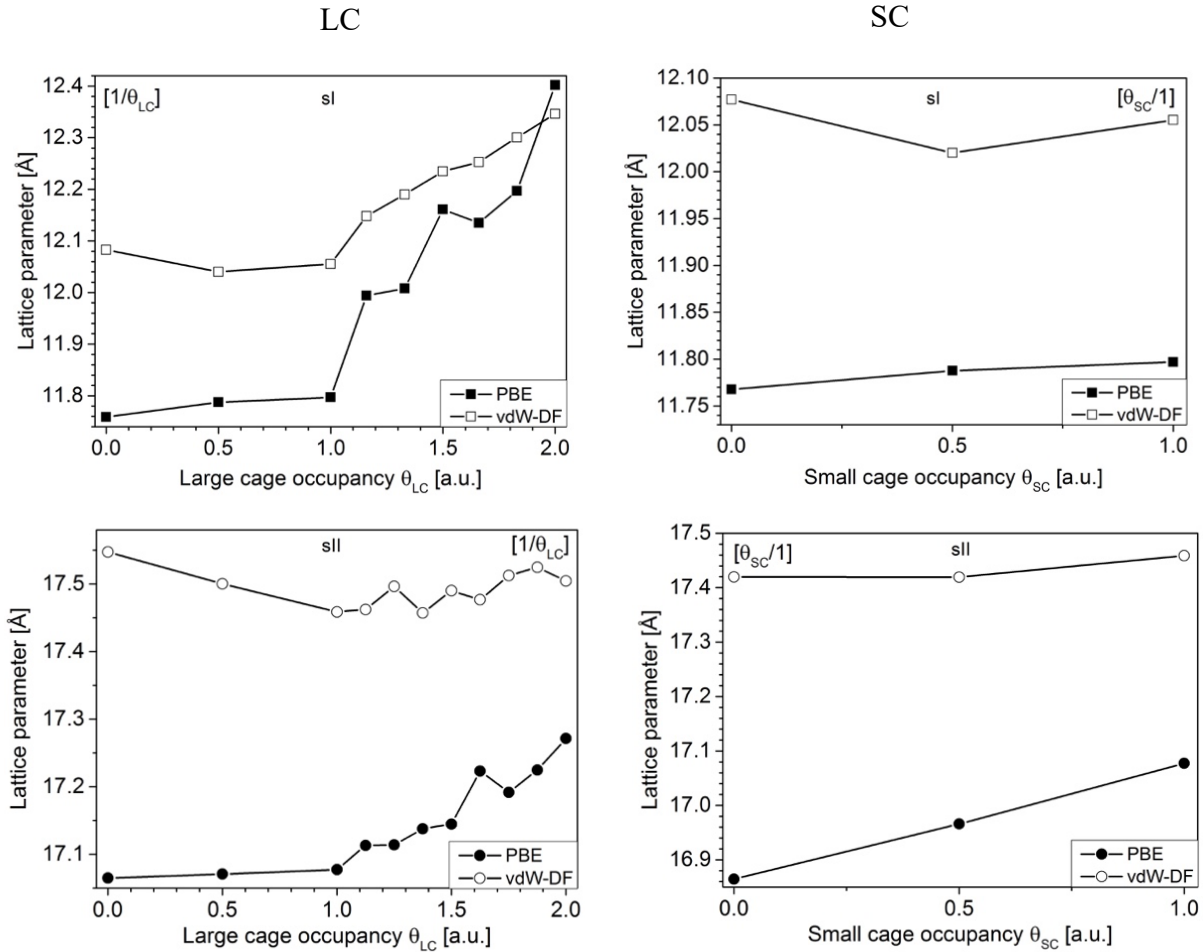 LC
SC
[1/θLC]
sI
12.4
12.3
12.2
12.1
12.0
11.9
11.8
Lattice parameter [Å]
PBE
vdW-DF
0.0 0.5 1.0 1.5 2.0
Large cage occupancy θLC [a.u.]
sI
[θSC/1]
12.10
12.05
12.00
11.95
11.90
11.85
11.80
11.75
Lattice parameter [Å]
PBE
vdW-DF
0.0 0.5 1.0
Small cage occupancy θSC [a.u.]
sII
[1/θLC]
17.5
17.4
17.3
17.2
17.1
Lattice parameter [Å]
PBE
vdW-DF
0.0 0.5 1.0 1.5 2.0
Large cage occupancy θLC [a.u.]
[θSC/1]
sII
17.5
17.4
17.3
17.2
17.1
17.0
16.9
Lattice parameter [Å]
PBE
vdW-DF
0.0 0.5 1.0
Small cage occupancy θSC [a.u.]